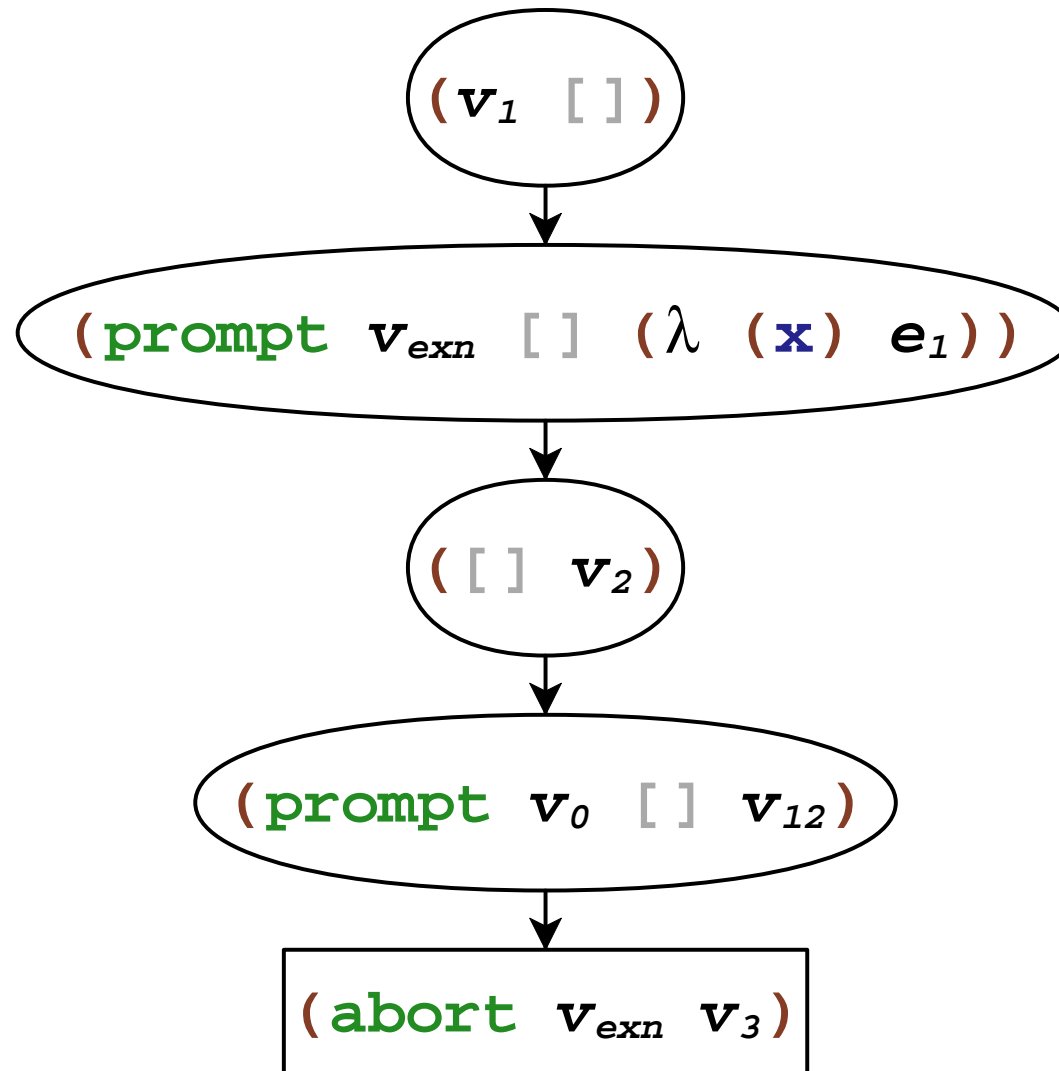 (v₁ [])
(prompt vₑₓₙ [] (λ (x) e₁))
([] v₂)
(prompt v₀ [] v₁₂)
(abort vₑₓₙ v₃)